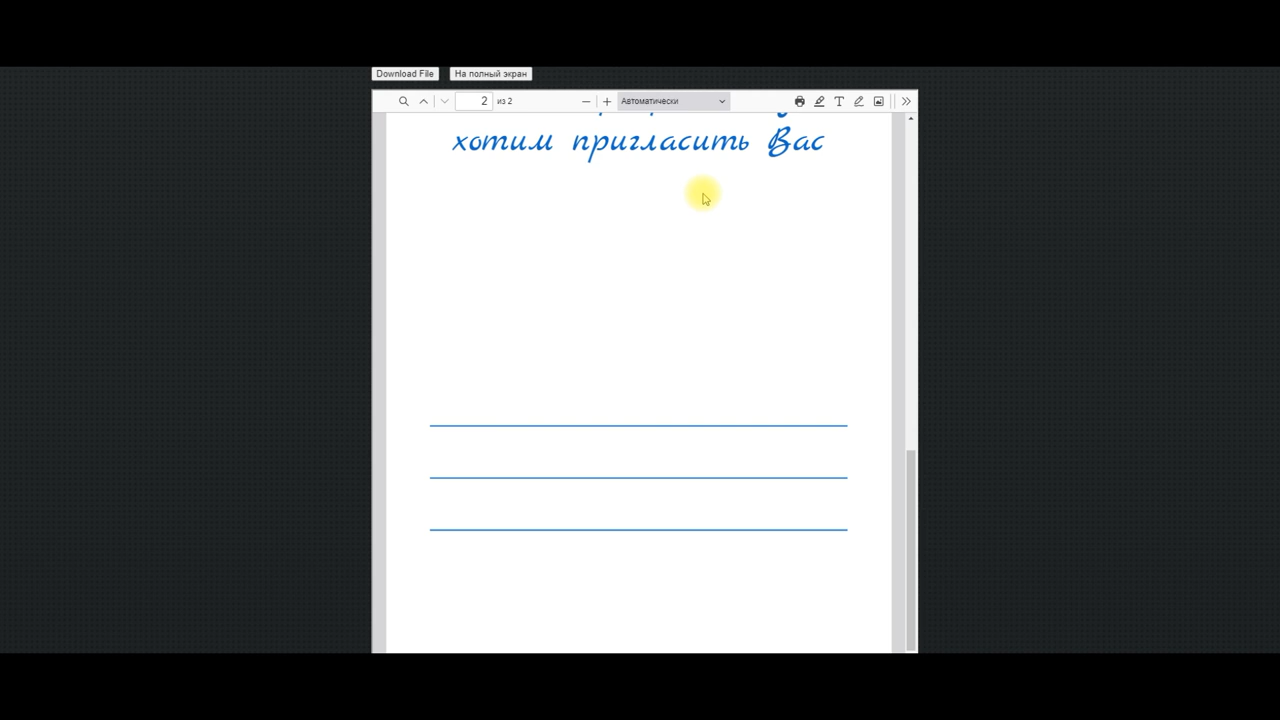 Download File На полный экран
2 из 2 Автоматически
хотим пригласить Вас